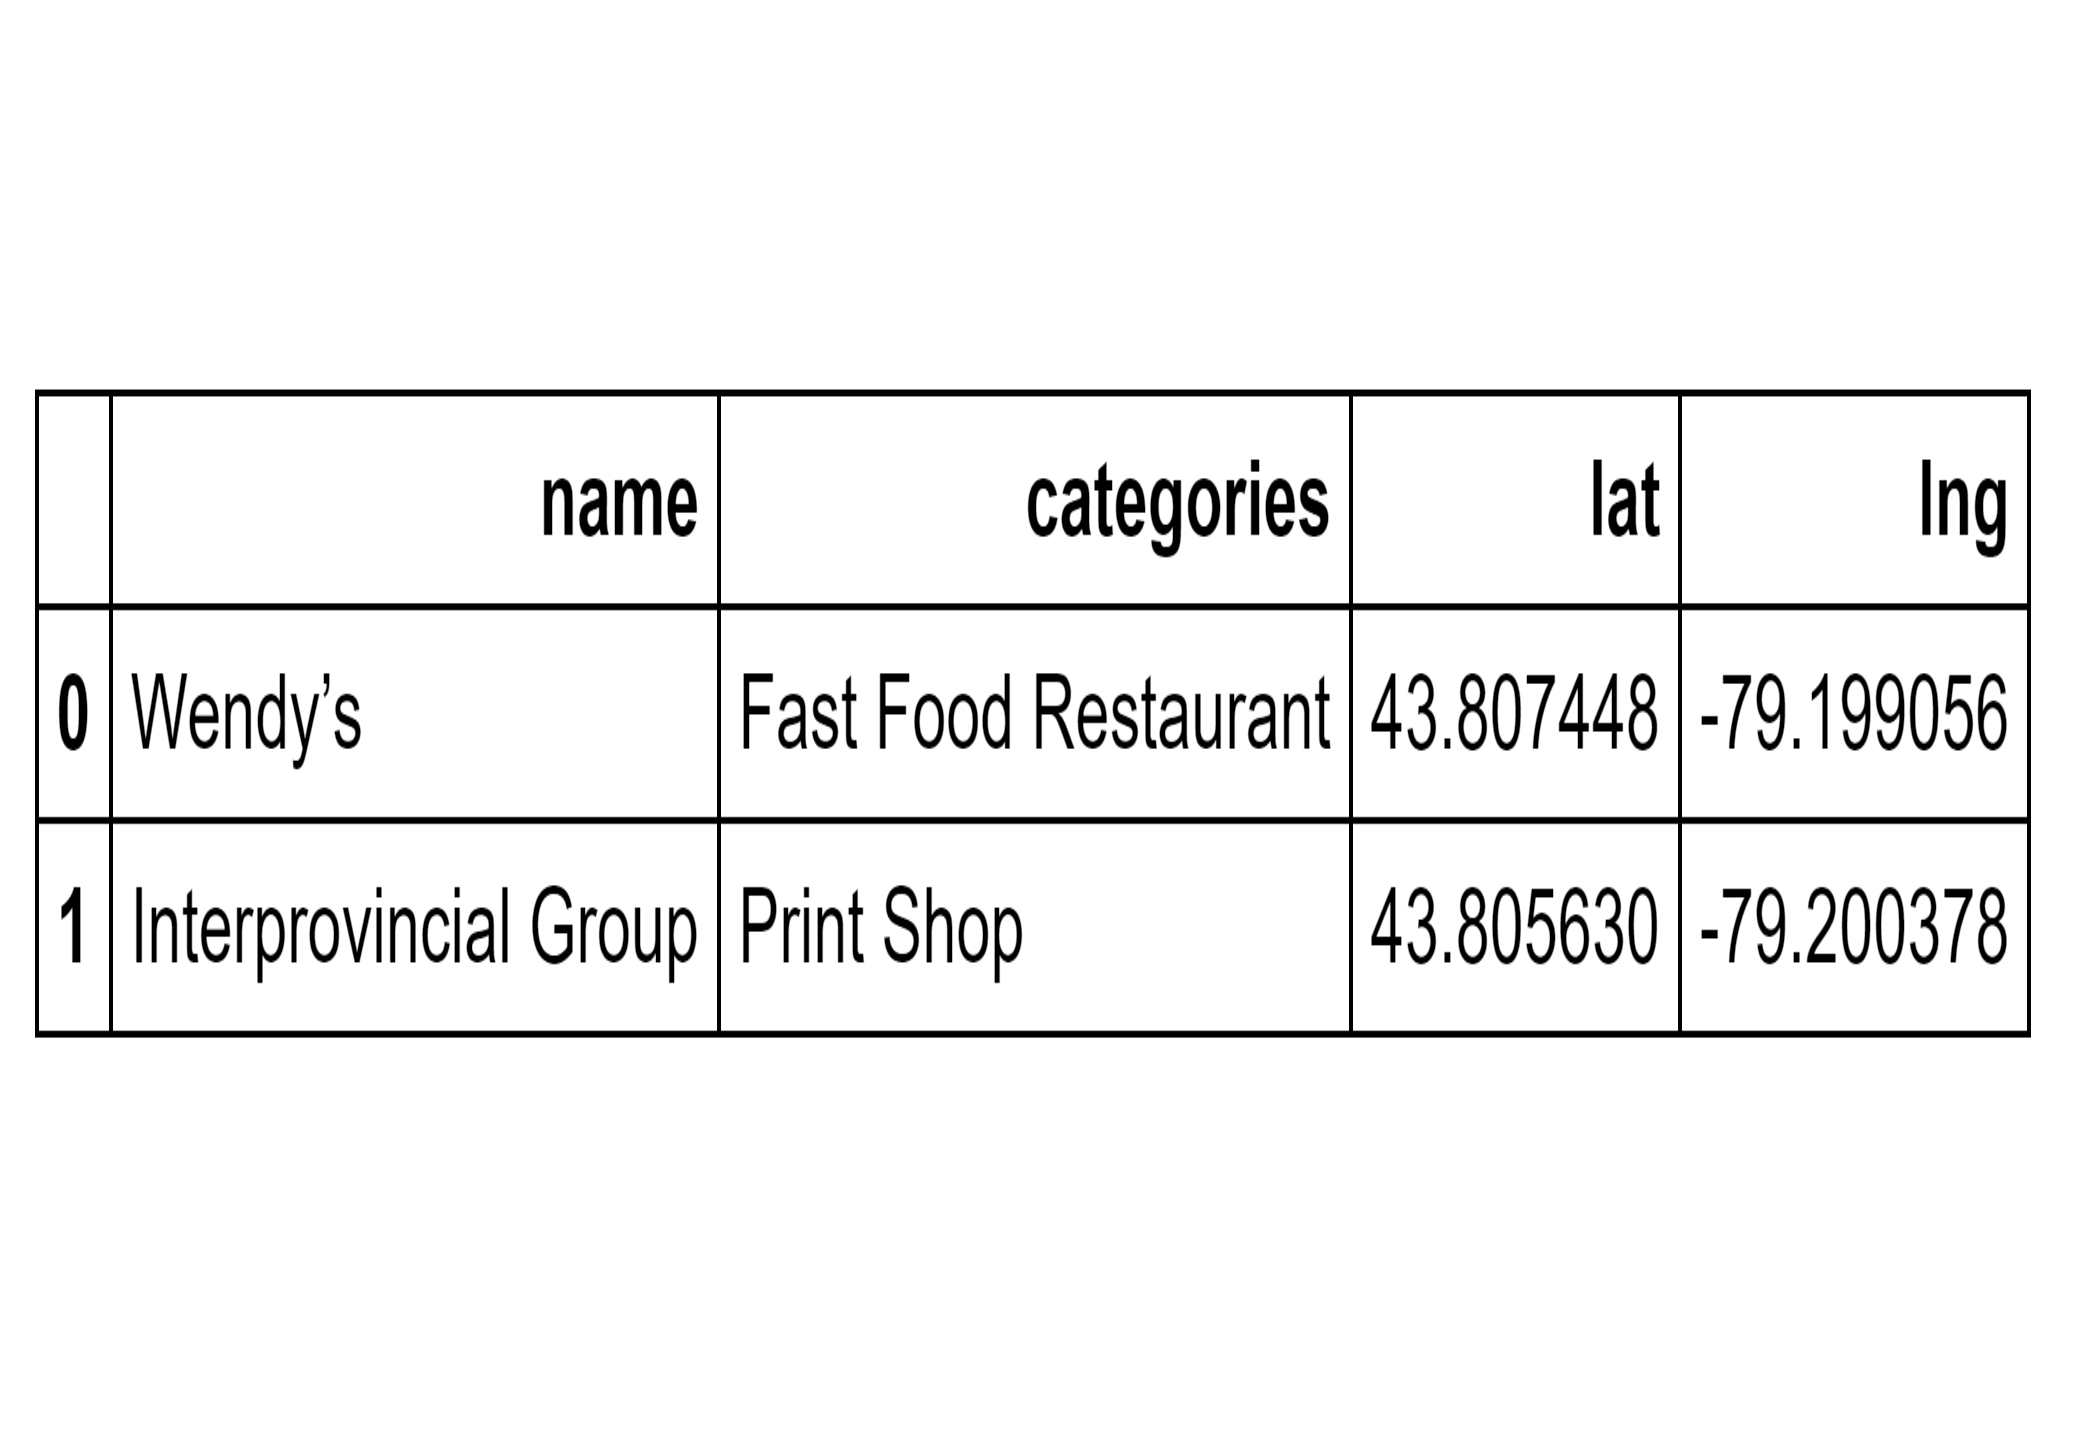 name categories lat lng
0 Wendy’s Fast Food Restaurant 43.807448 -79.199056
1 Interprovincial Group Print Shop 43.805630 -79.200378